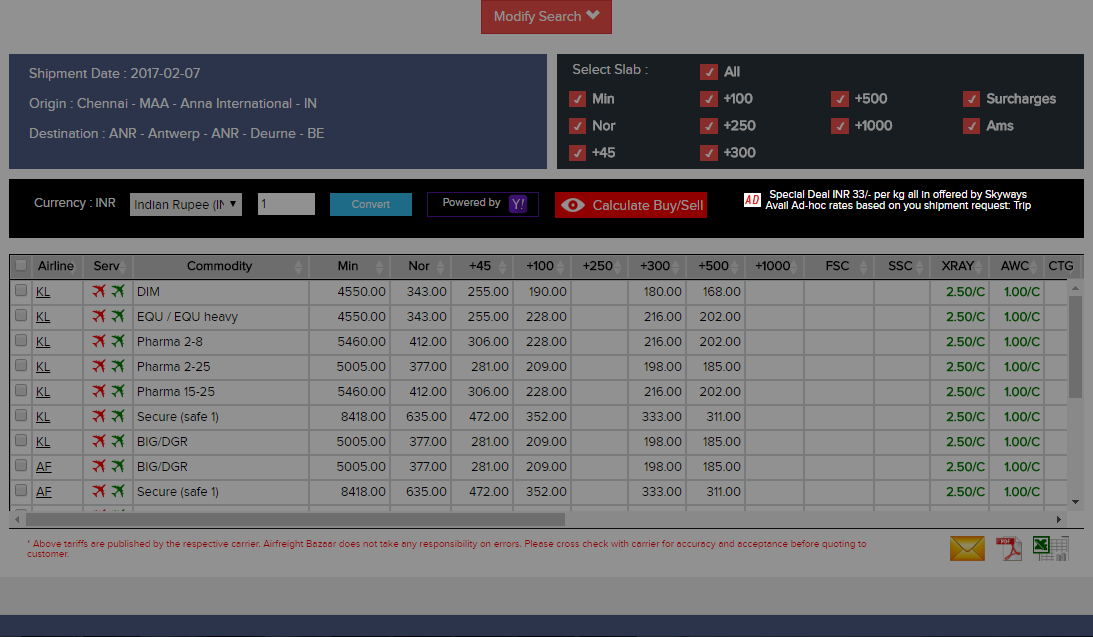 Modify Search
Shipment Date : 2017-02-07
Origin : Chennai - MAA - Anna International - IN
Destination : ANR - Antwerp - ANR - Deurne - BE
Select Slab : All
Min +100 +500 Surcharges
Nor +250 +1000 Ams
+45 +300
Currency : INR Indian Rupee (IN 1 Convert Powered by Y! Calculate Buy/Sell
AD Special Deal INR 33/- per kg all in offered by Skyways
Avail Ad-hoc rates based on you shipment request: Trip
Airline Serv Commodity Min Nor +45 +100 +250 +300 +500 +1000 FSC SSC XRAY AWC CTG
KL DIM 4550.00 343.00 255.00 190.00 180.00 168.00 2.50/C 1.00/C
KL EQU / EQU heavy 4550.00 343.00 255.00 228.00 216.00 202.00 2.50/C 1.00/C
KL Pharma 2-8 5460.00 412.00 306.00 228.00 216.00 202.00 2.50/C 1.00/C
KL Pharma 2-25 5005.00 377.00 281.00 209.00 198.00 185.00 2.50/C 1.00/C
KL Pharma 15-25 5460.00 412.00 306.00 228.00 216.00 202.00 2.50/C 1.00/C
KL Secure (safe 1) 8418.00 635.00 472.00 352.00 333.00 311.00 2.50/C 1.00/C
KL BIG/DGR 5005.00 377.00 281.00 209.00 198.00 185.00 2.50/C 1.00/C
AF BIG/DGR 5005.00 377.00 281.00 209.00 198.00 185.00 2.50/C 1.00/C
AF Secure (safe 1) 8418.00 635.00 472.00 352.00 333.00 311.00 2.50/C 1.00/C
* Above tariffs are published by the respective carrier. Airfreight Bazaar does not take any responsibility on errors. Please cross check with carrier for accuracy and acceptance before quoting to
customer.
PDF